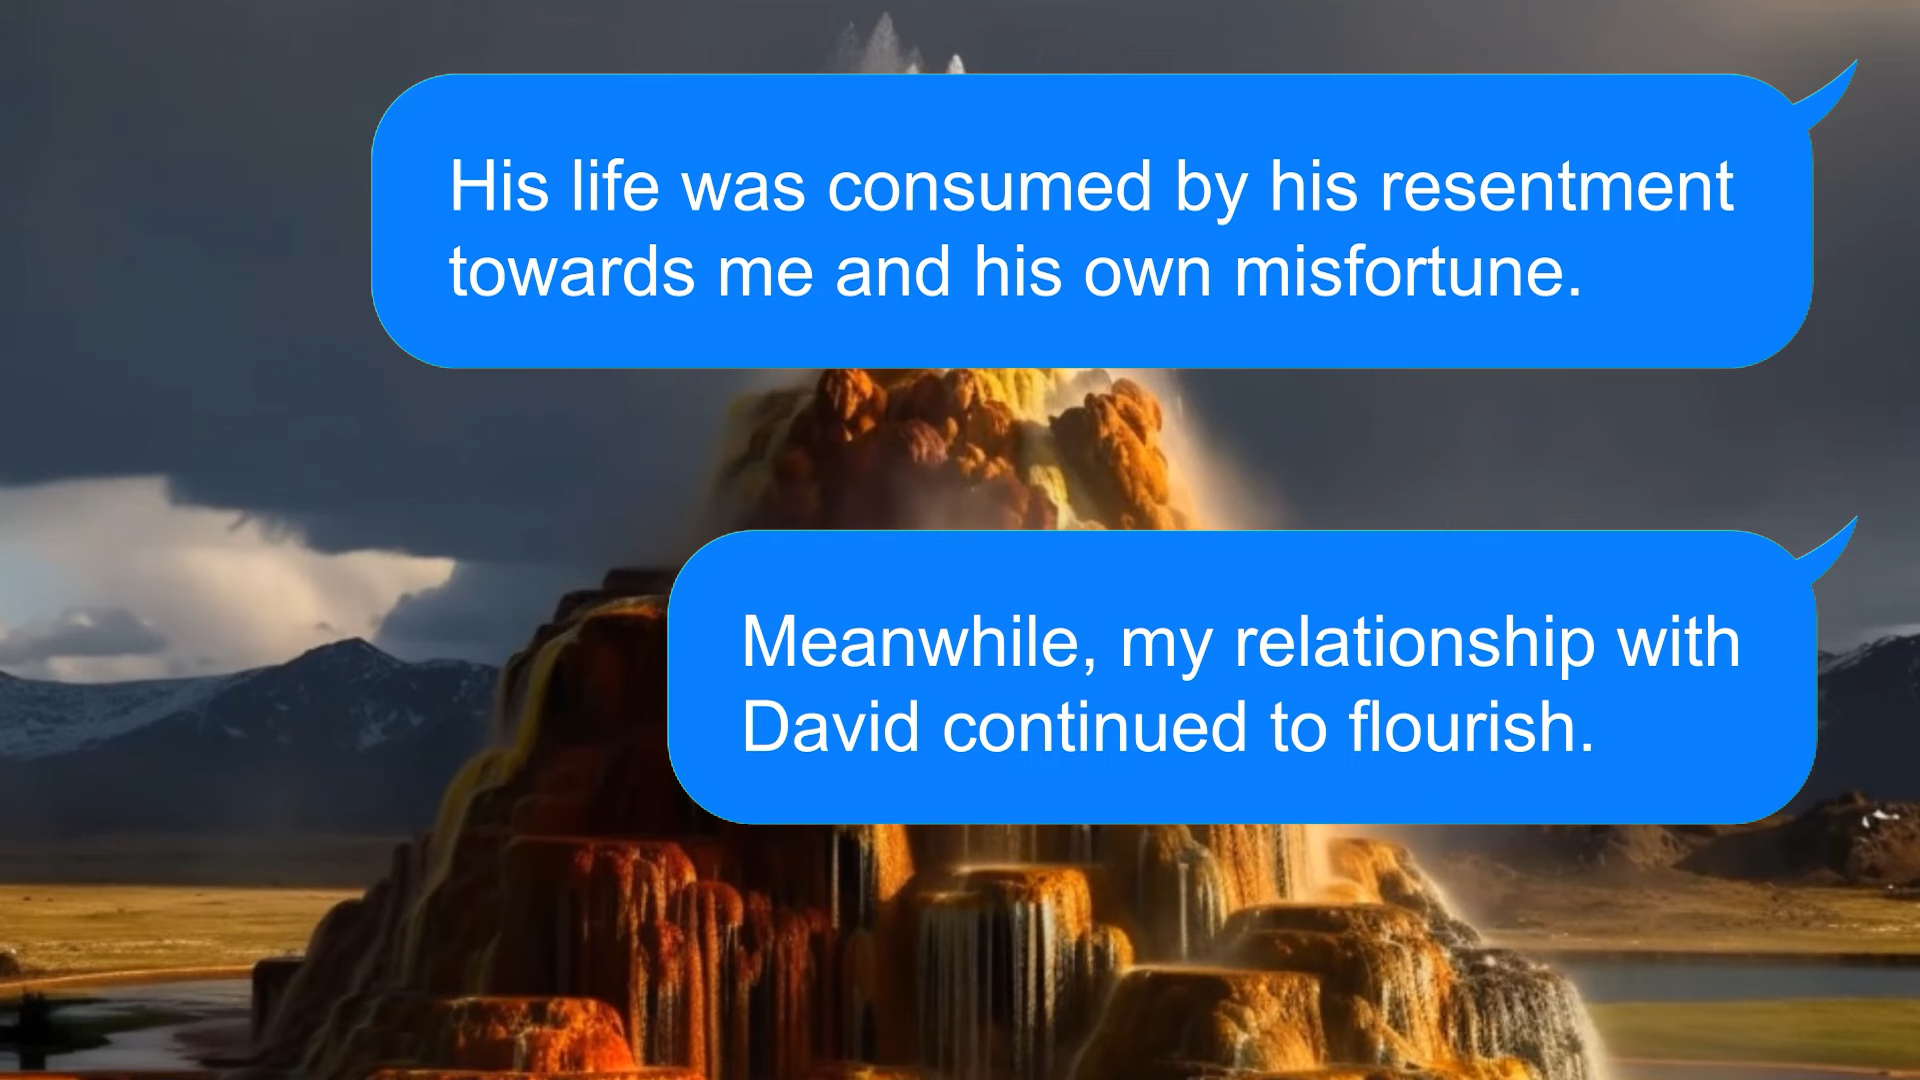 His life was consumed by his resentment
towards me and his own misfortune.
Meanwhile, my relationship with
David continued to flourish.